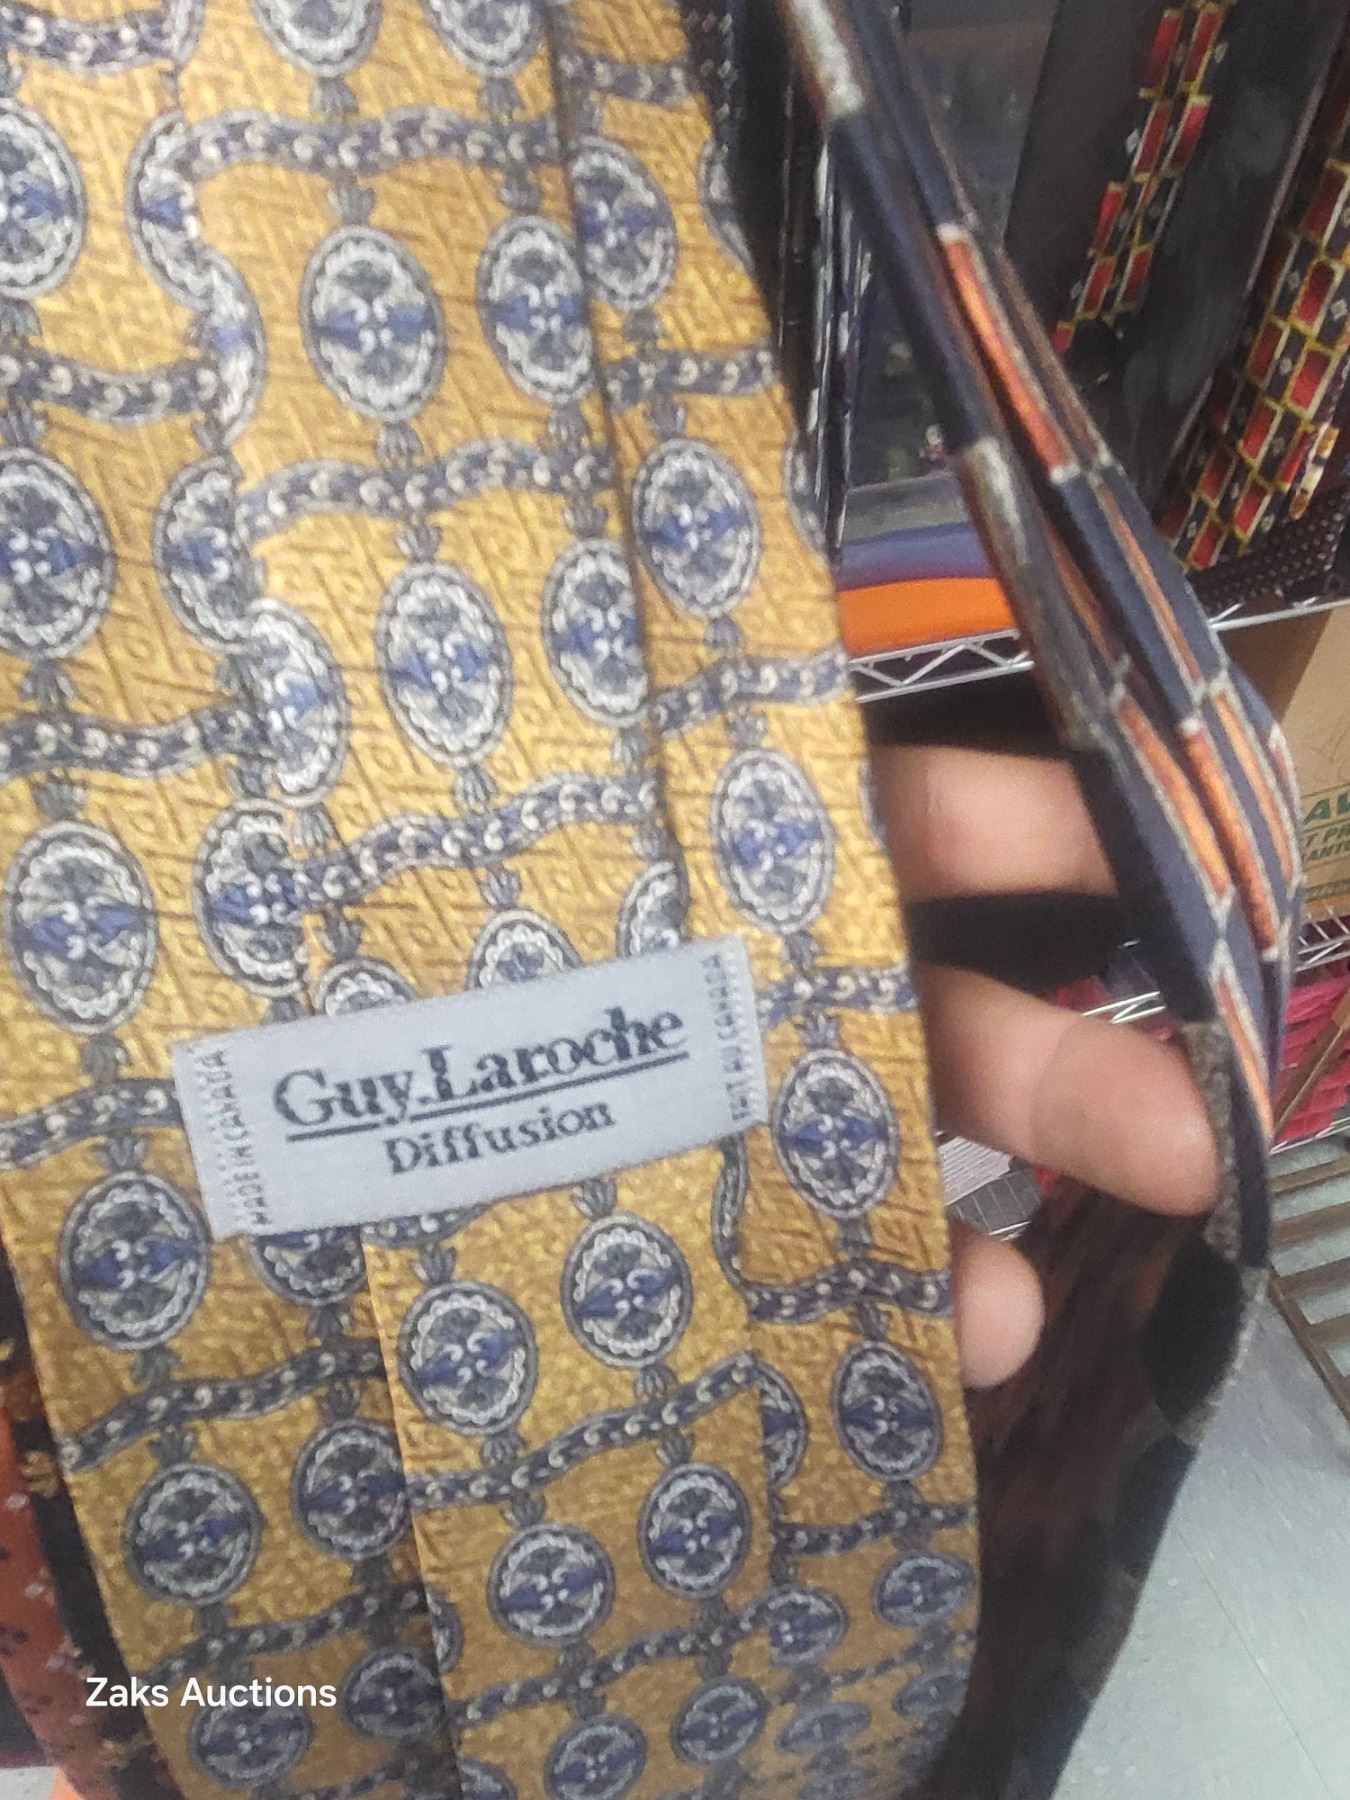 Guy Laroche
Diffusion
MADE IN CANADA
FAIT AU CANADA
Zaks Auctions